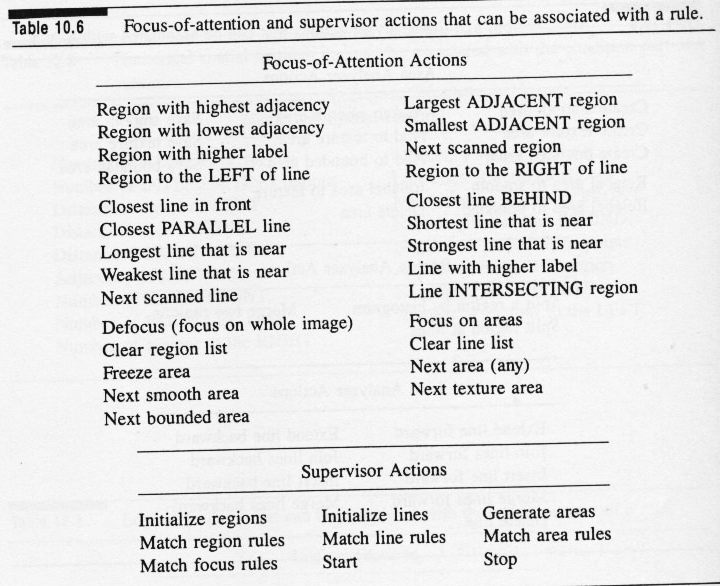 Table 10.6 Focus-of-attention and supervisor actions that can be associated with a rule.
Focus-of-Attention Actions
Region with highest adjacency Largest ADJACENT region
Region with lowest adjacency Smallest ADJACENT region
Region with higher label Next scanned region
Region to the LEFT of line Region to the RIGHT of line
Closest line in front Closest line BEHIND
Closest PARALLEL line Shortest line that is near
Longest line that is near Strongest line that is near
Weakest line that is near Line with higher label
Next scanned line Line INTERSECTING region
Defocus (focus on whole image) Focus on areas
Clear region list Clear line list
Freeze area Next area (any)
Next smooth area Next texture area
Next bounded area
Supervisor Actions
Initialize regions Initialize lines Generate areas
Match region rules Match line rules Match area rules
Match focus rules Start Stop